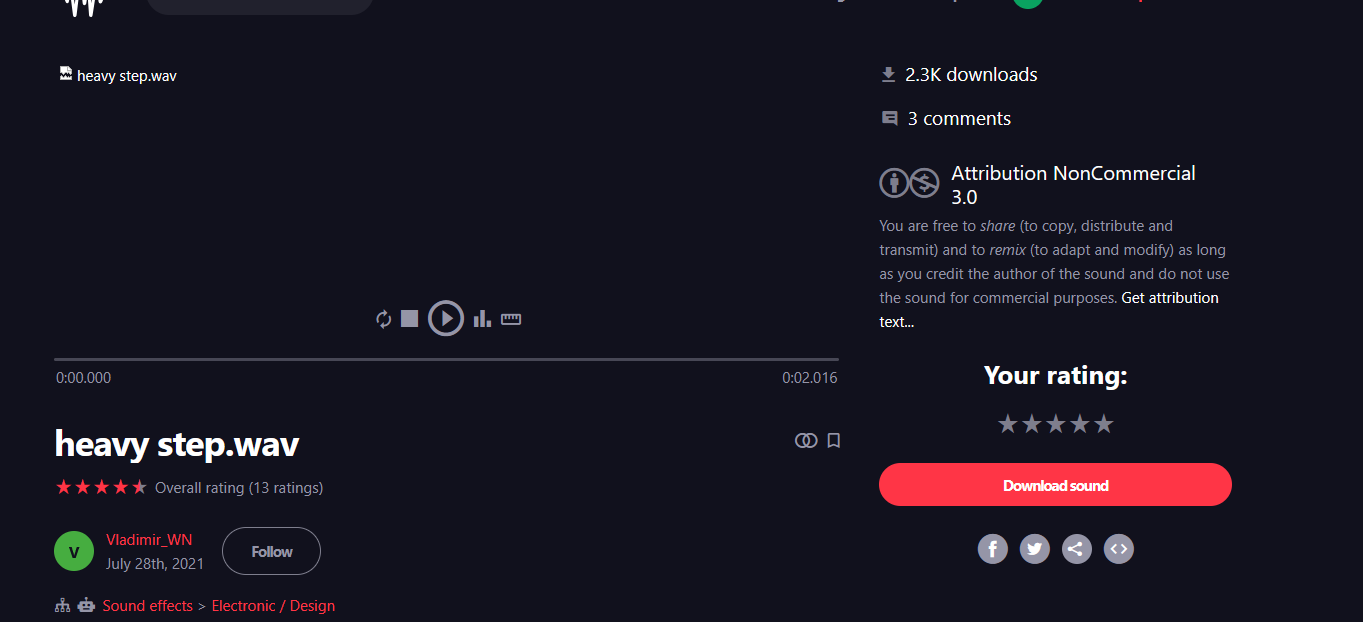 heavy step.wav
0:00.000
0:02.016
heavy step.wav
Overall rating (13 ratings)
V
Vladimir_WN
July 28th, 2021
Follow
Sound effects > Electronic / Design
2.3K downloads
3 comments
Attribution NonCommercial
3.0
You are free to share (to copy, distribute and
transmit) and to remix (to adapt and modify) as long
as you credit the author of the sound and do not use
the sound for commercial purposes. Get attribution
text...
Your rating:
Download sound